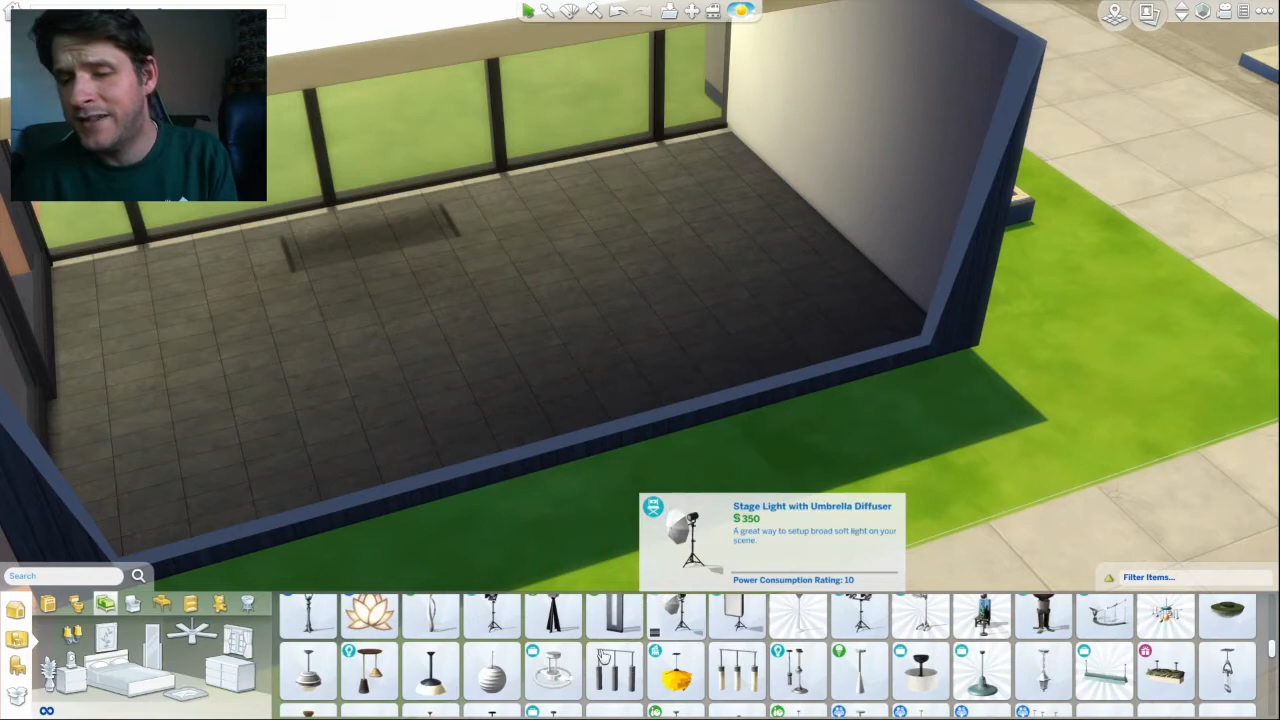 Stage Light with Umbrella Diffuser
§350
A great way to setup broad soft light on your
scene.
Power Consumption Rating: 10
Search
Filter Items...